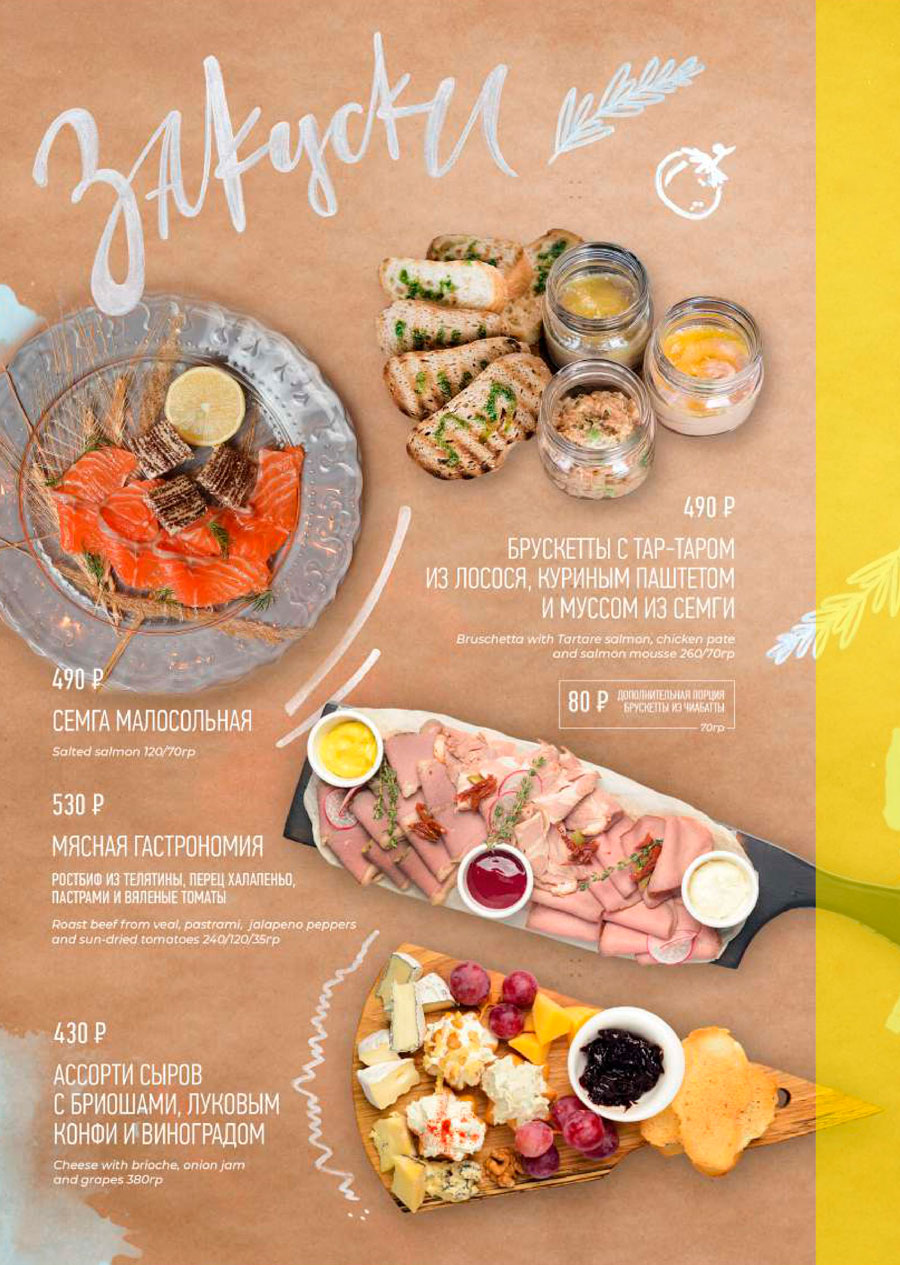 Закуски
490 ₽
БРУСКЕТТЫ С ТАР-ТАРОМ
ИЗ ЛОСОСЯ, КУРИНЫМ ПАШТЕТОМ
И МУССОМ ИЗ СЕМГИ
Bruschetta with Tartare salmon, chicken pate
and salmon mousse 260/70гр
80 ₽ ДОПОЛНИТЕЛЬНАЯ ПОРЦИЯ
БРУСКЕТТЫ ИЗ ЧИАБАТТЫ
70гр
490 ₽
СЕМГА МАЛОСОЛЬНАЯ
Salted salmon 120/70гр
530 ₽
МЯСНАЯ ГАСТРОНОМИЯ
РОСТБИФ ИЗ ТЕЛЯТИНЫ, ПЕРЕЦ ХАЛАПЕНЬО,
ПАСТРАМИ И ВЯЛЕНЫЕ ТОМАТЫ
Roast beef from veal, pastrami, jalapeno peppers
and sun-dried tomatoes 240/120/35гр
430 ₽
АССОРТИ СЫРОВ
С БРИОШАМИ, ЛУКОВЫМ
КОНФИ И ВИНОГРАДОМ
Cheese with brioche, onion jam
and grapes 380гр